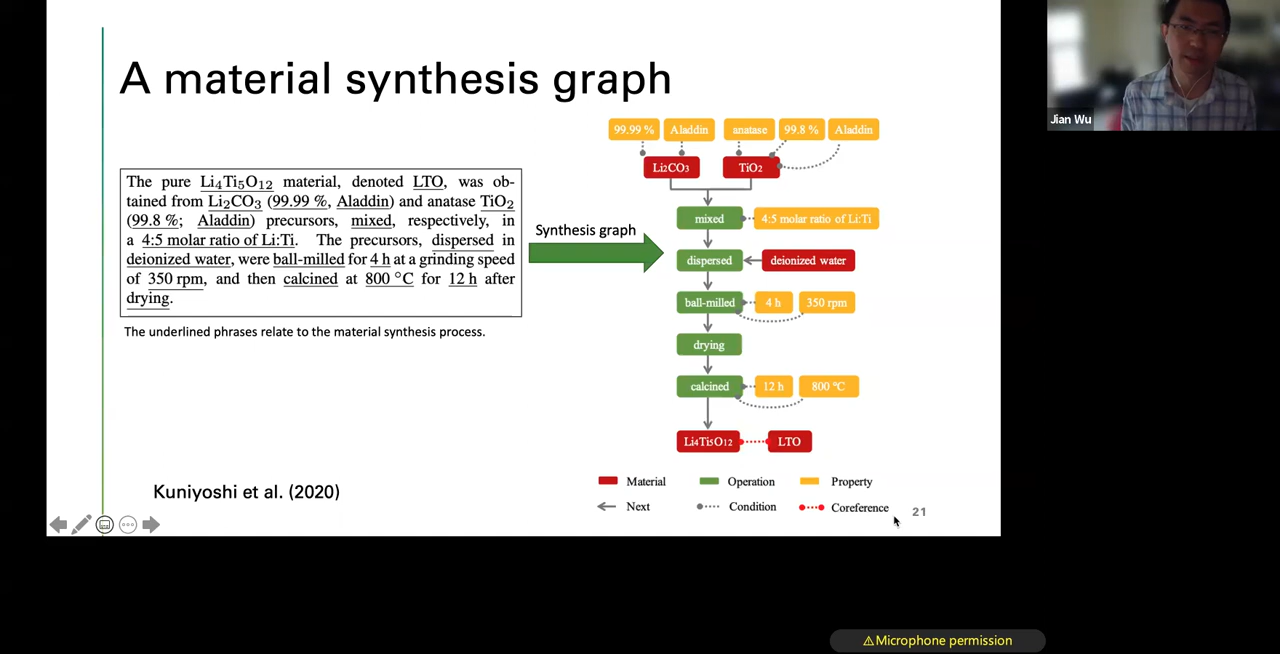 A material synthesis graph
The pure Li₄Ti₅O₁₂ material, denoted LTO, was ob-
tained from Li₂CO₃ (99.99 %, Aladdin) and anatase TiO₂
(99.8 %; Aladdin) precursors, mixed, respectively, in
a 4:5 molar ratio of Li:Ti. The precursors, dispersed in
deionized water, were ball-milled for 4 h at a grinding speed
of 350 rpm, and then calcined at 800 °C for 12 h after
drying.
The underlined phrases relate to the material synthesis process.
Synthesis graph
99.99 % Aladdin anatase 99.8 % Aladdin
Li₂CO₃ TiO₂
mixed 4:5 molar ratio of Li:Ti
dispersed deionized water
ball-milled 4 h 350 rpm
drying
calcined 12 h 800 °C
Li₄Ti₅O₁₂ LTO
Material Operation Property
Next Condition Coreference
Kuniyoshi et al. (2020)
21
Jian Wu
⚠Microphone permission